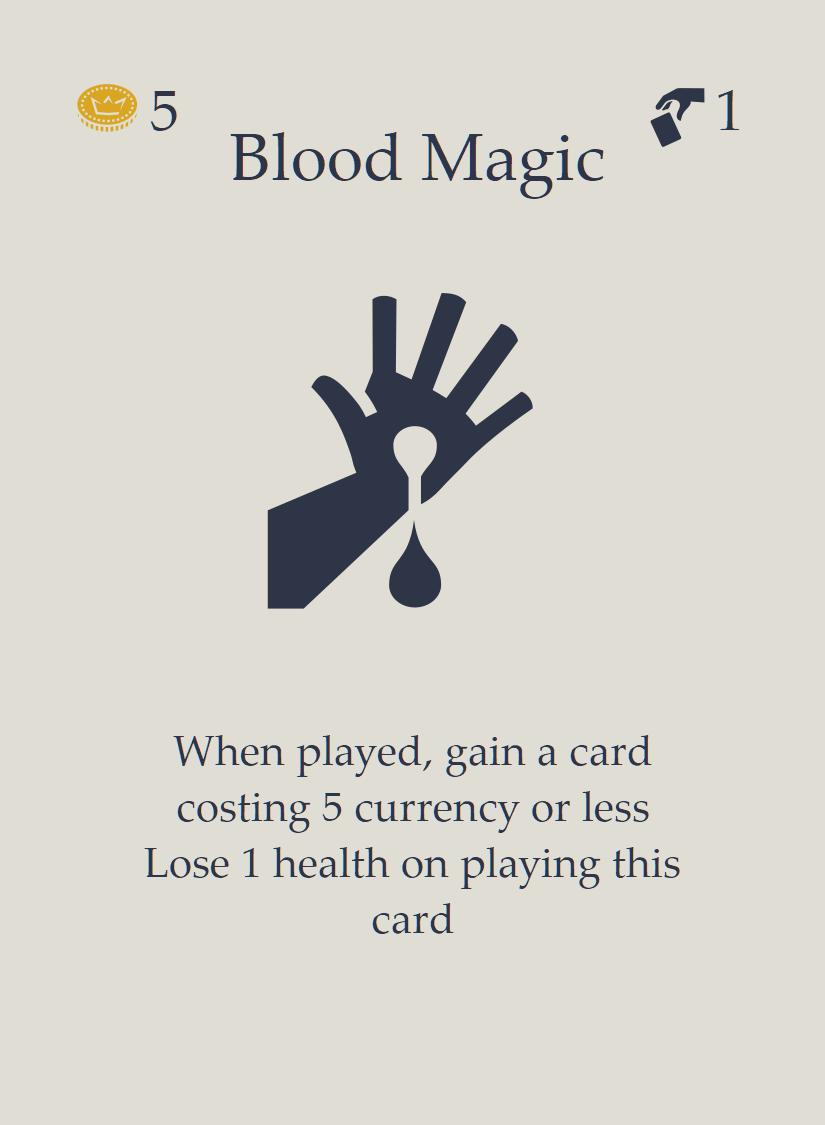 5
1
Blood Magic
When played, gain a card
costing 5 currency or less
Lose 1 health on playing this
card